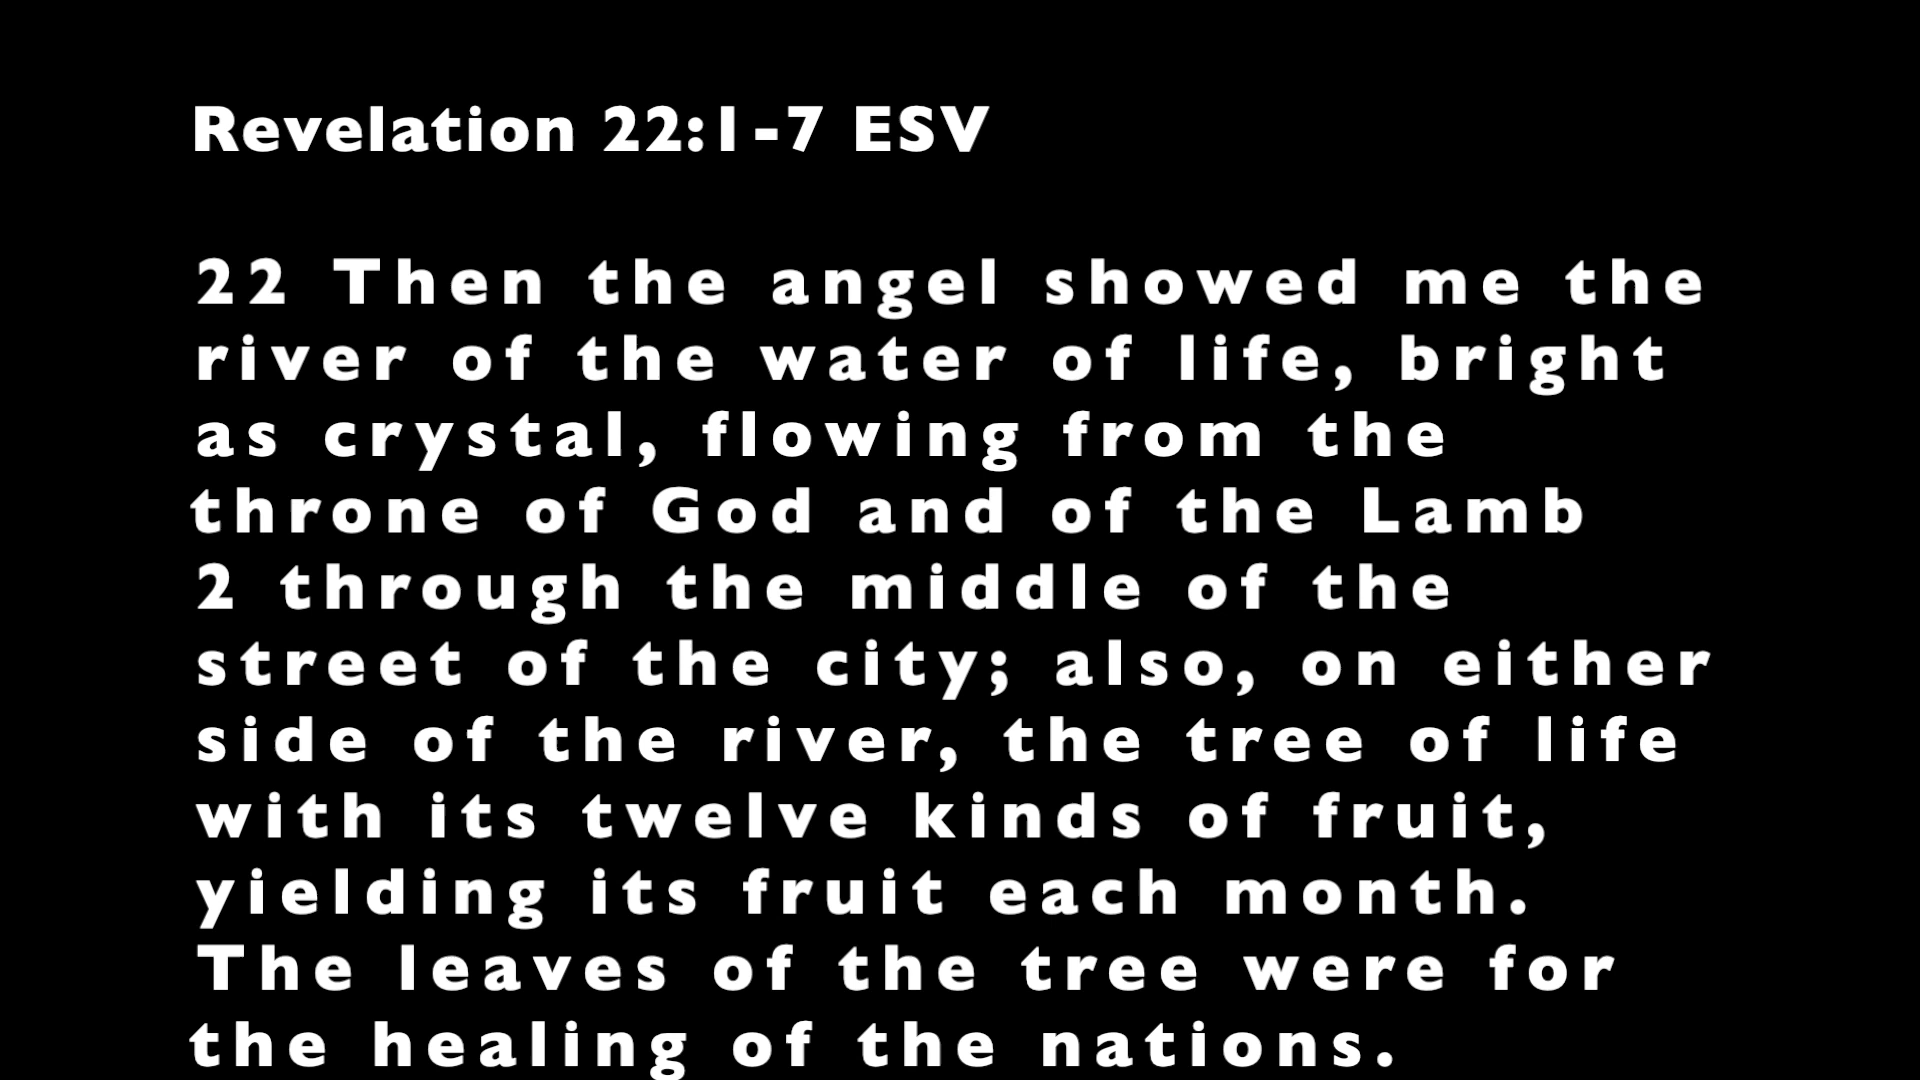 Revelation 22:1-7 ESV
22 Then the angel showed me the
river of the water of life, bright
as crystal, flowing from the
throne of God and of the Lamb
2 through the middle of the
street of the city; also, on either
side of the river, the tree of life
with its twelve kinds of fruit,
yielding its fruit each month.
The leaves of the tree were for
the healing of the nations.